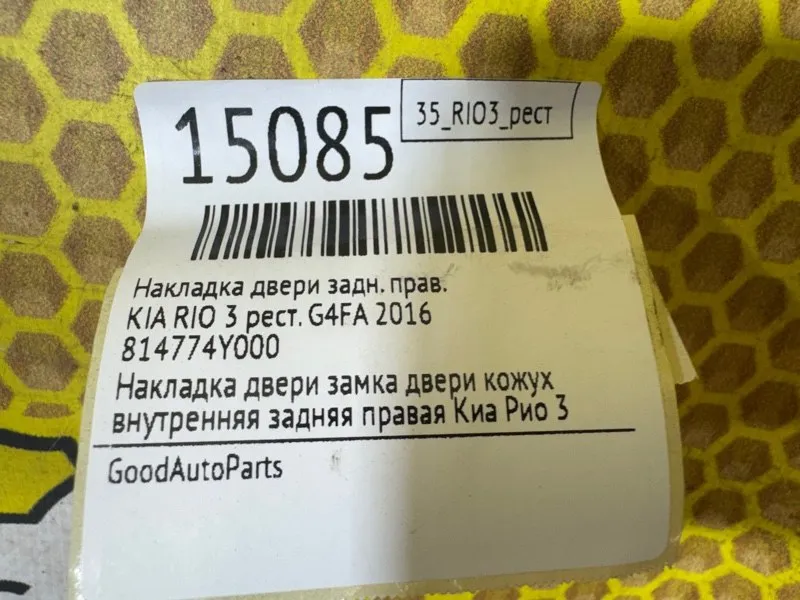 15085
35_RIO3_рест
Накладка двери задн. прав.
KIA RIO 3 рест. G4FA 2016
814774Y000
Накладка двери замка двери кожух
внутренняя задняя правая Киа Рио 3
GoodAutoParts